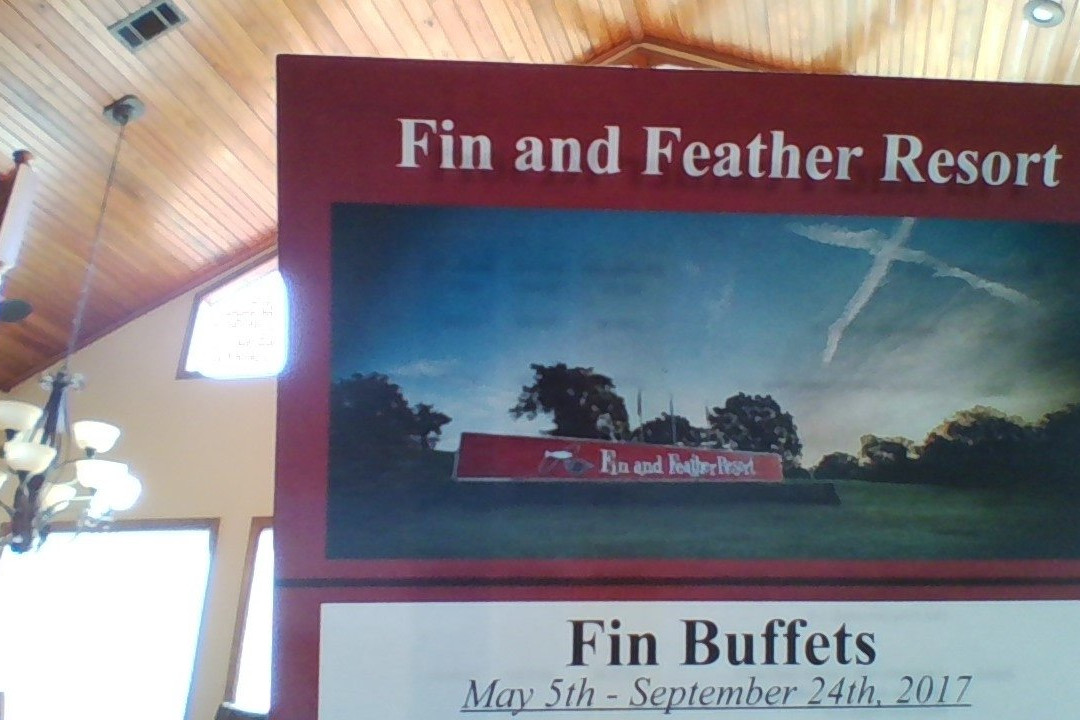 Fin and Feather Resort
Fin and Feather Resort
Fin Buffets
May 5th - September 24th, 2017